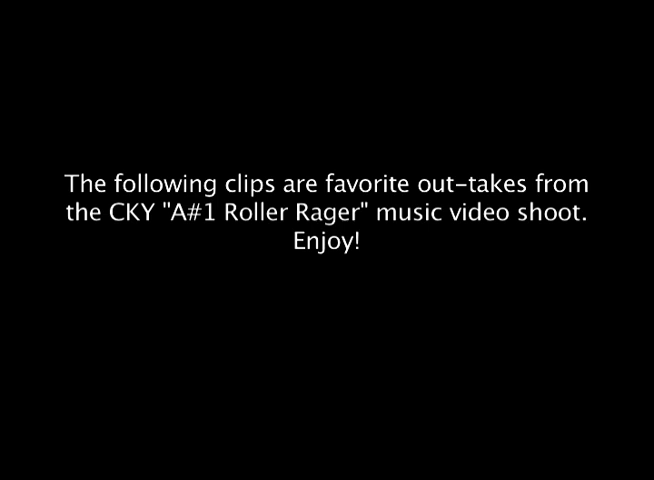 The following clips are favorite out-takes from
the CKY "A#1 Roller Rager" music video shoot.
Enjoy!